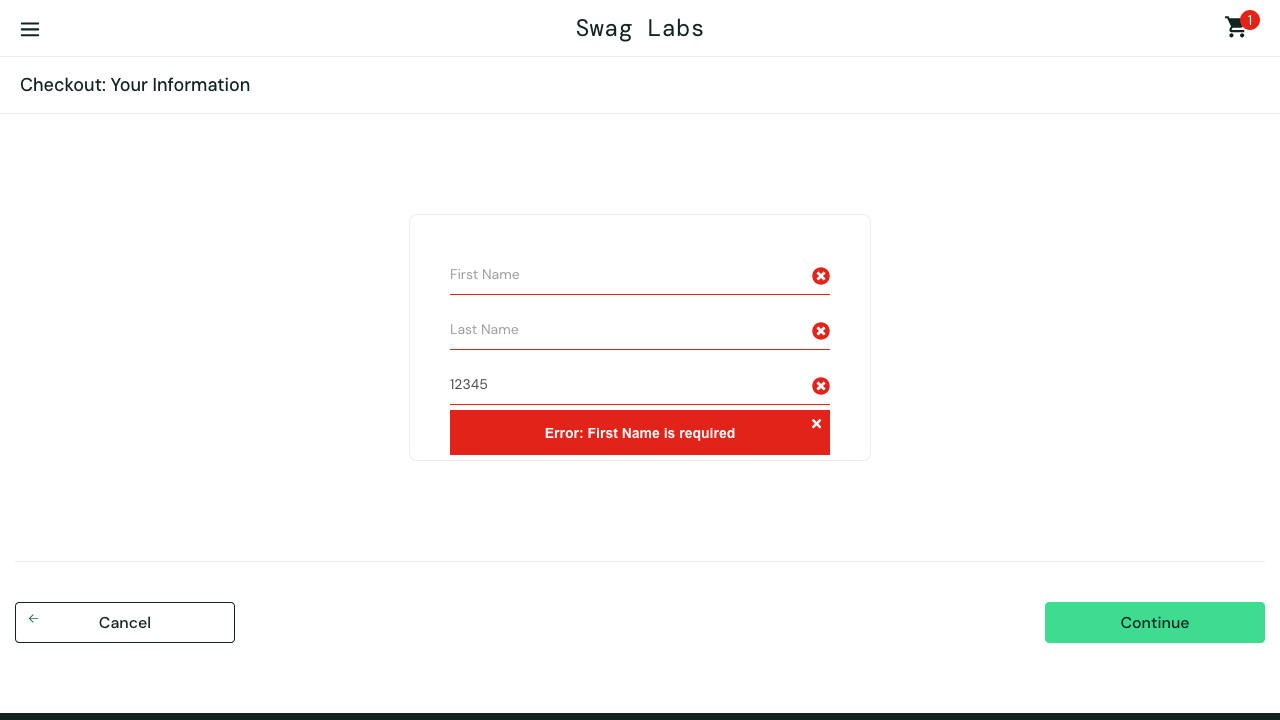 Swag Labs
1
Checkout: Your Information
First Name
Last Name
12345
Error: First Name is required
Cancel
Continue